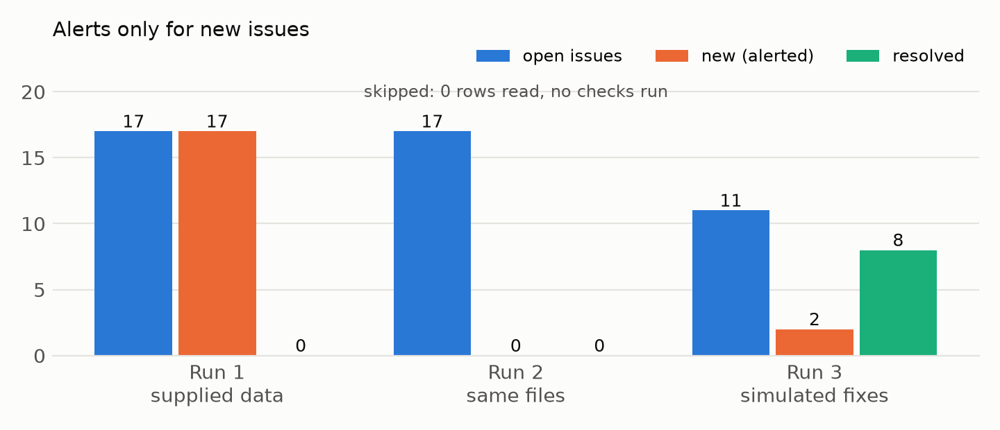 Alerts only for new issues
open issues new (alerted) resolved
skipped: 0 rows read, no checks run
20
15
10
5
0
17 17 0
17 0 0
11 2 8
Run 1
supplied data
Run 2
same files
Run 3
simulated fixes